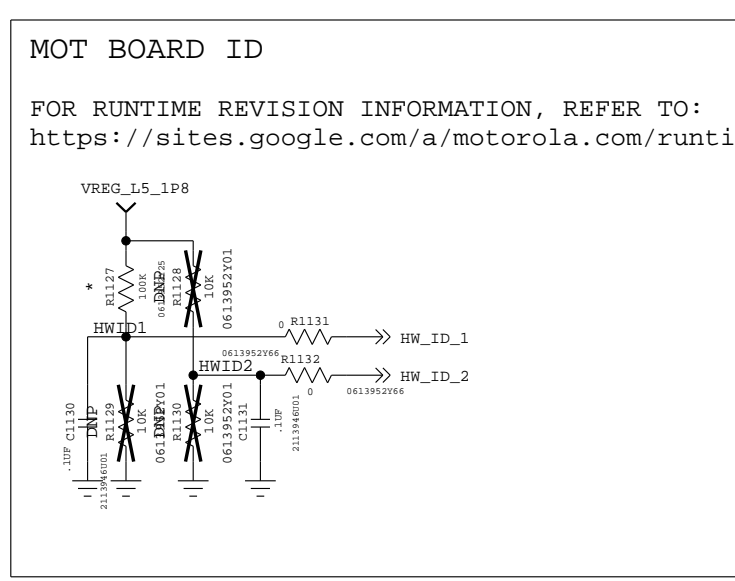 MOT BOARD ID
FOR RUNTIME REVISION INFORMATION, REFER TO:
https://sites.google.com/a/motorola.com/runti
VREG_L5_1P8
*
R1127
100K
DNP
R1128
10K
0613952Y01
HWID1
0
R1131
HW_ID_1
0613952Y66
HWID2
R1132
0
0613952Y66
HW_ID_2
C1130
.1UF
2113946U01
DNP
R1129
10K
DNP
R1130
10K
0613952Y01
C1131
.1UF
2113946U01